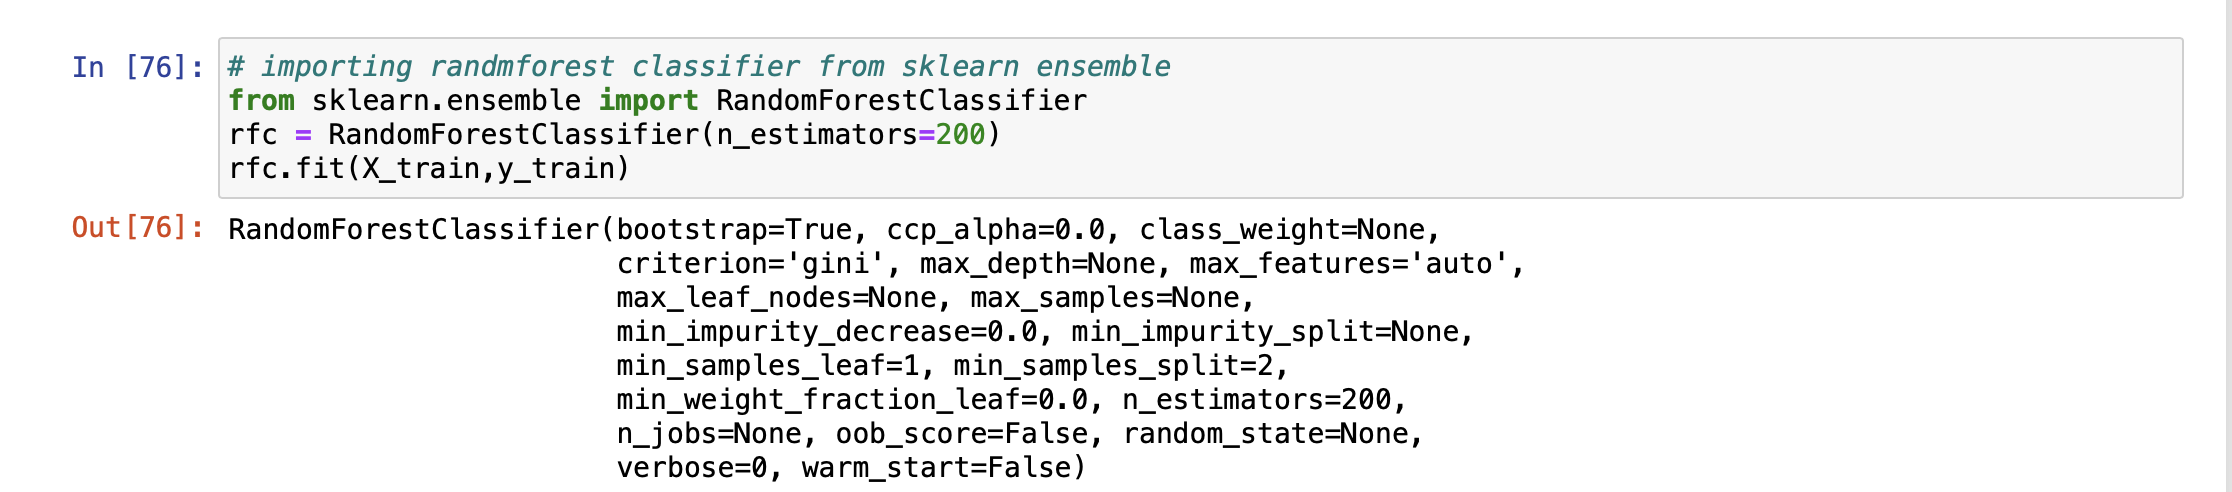 In [76]: # importing randmforest classifier from sklearn ensemble
from sklearn.ensemble import RandomForestClassifier
rfc = RandomForestClassifier(n_estimators=200)
rfc.fit(X_train,y_train)
Out[76]: RandomForestClassifier(bootstrap=True, ccp_alpha=0.0, class_weight=None,
criterion='gini', max_depth=None, max_features='auto',
max_leaf_nodes=None, max_samples=None,
min_impurity_decrease=0.0, min_impurity_split=None,
min_samples_leaf=1, min_samples_split=2,
min_weight_fraction_leaf=0.0, n_estimators=200,
n_jobs=None, oob_score=False, random_state=None,
verbose=0, warm_start=False)